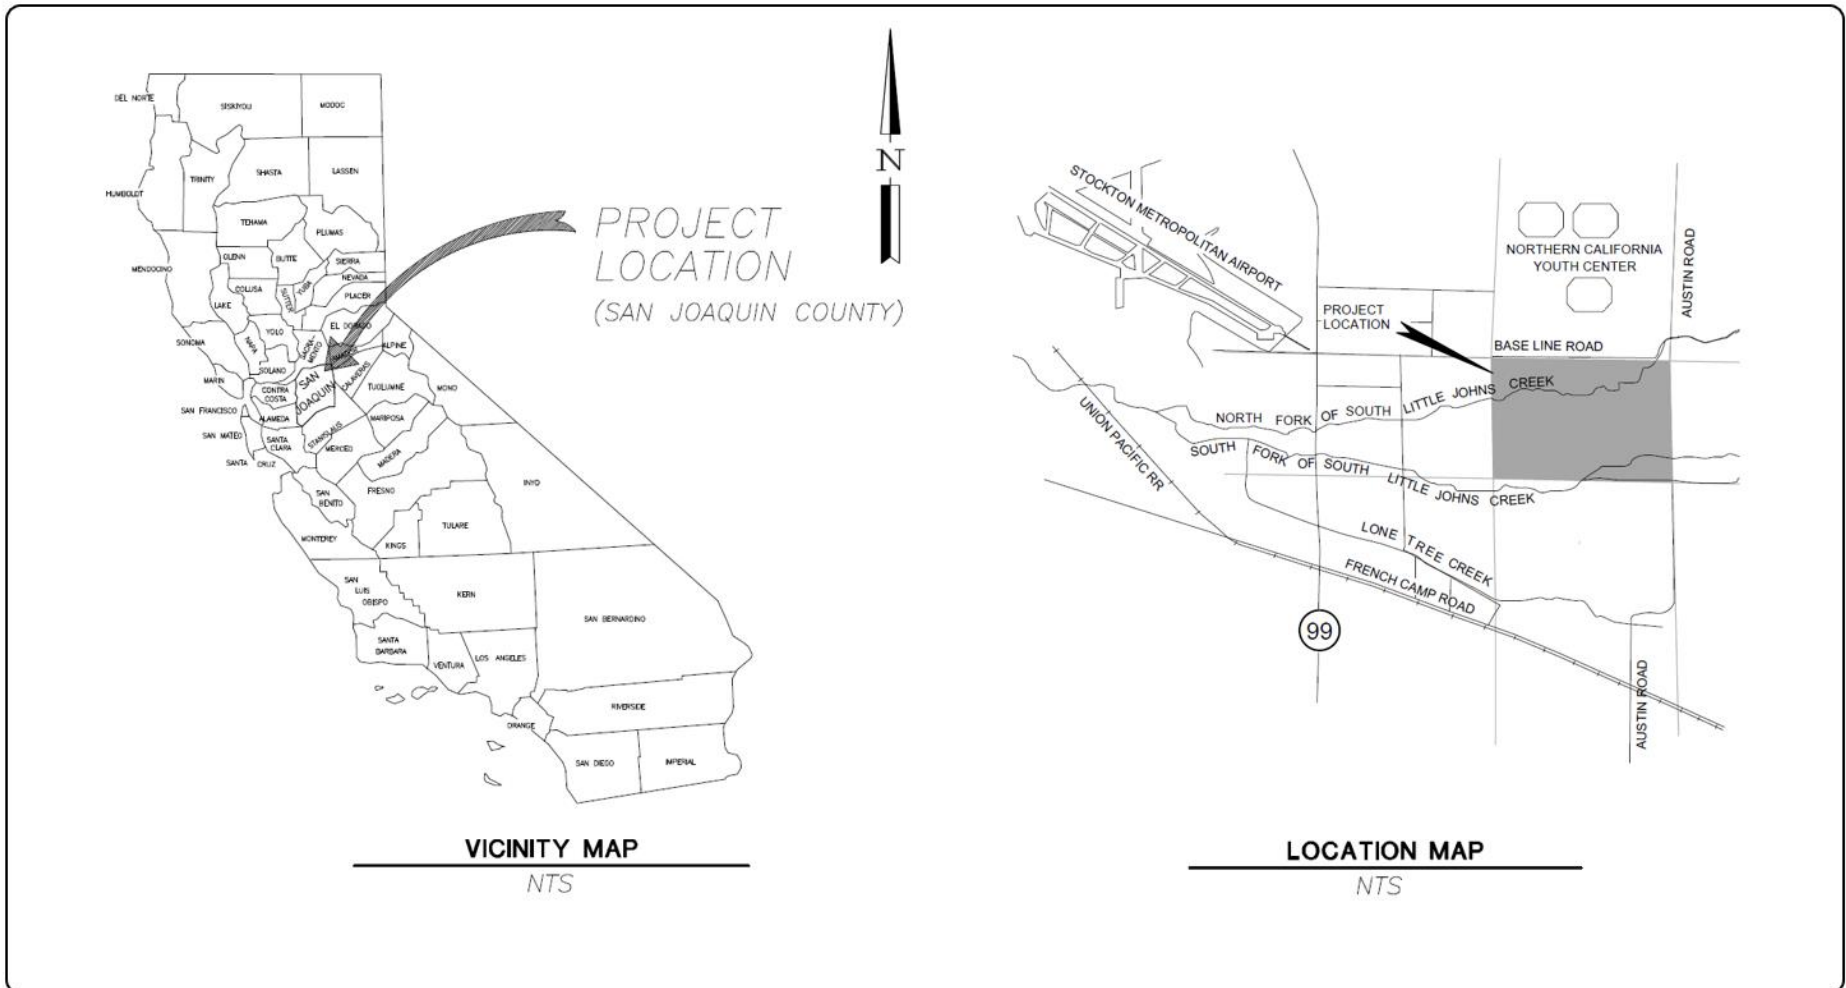 DEL NORTE
SISKIYOU
MODOC
HUMBOLDT
TRINITY
SHASTA
LASSEN
TEHAMA
PLUMAS
MENDOCINO
GLENN
BUTTE
SIERRA
NEVADA
YUBA
COLUSA
SUTTER
PLACER
LAKE
EL DORADO
SONOMA
NAPA
YOLO
SACRA-
MENTO
AMADOR
ALPINE
SOLANO
MARIN
CONTRA
COSTA
SAN
JOAQUIN
CALAVERAS
TUOLUMNE
MONO
SAN FRANCISCO
ALAMEDA
STANISLAUS
MARIPOSA
SAN MATEO
SANTA
CLARA
MERCED
SANTA CRUZ
MADERA
SAN
BENITO
FRESNO
INYO
MONTEREY
KINGS
TULARE
SAN
LUIS
OBISPO
KERN
SAN BERNARDINO
SANTA
BARBARA
VENTURA
LOS ANGELES
ORANGE
RIVERSIDE
SAN DIEGO
IMPERIAL
PROJECT
LOCATION
(SAN JOAQUIN COUNTY)
N
VICINITY MAP
NTS
STOCKTON METROPOLITAN AIRPORT
NORTHERN CALIFORNIA
YOUTH CENTER
AUSTIN ROAD
PROJECT
LOCATION
BASE LINE ROAD
NORTH FORK OF SOUTH LITTLE JOHNS CREEK
SOUTH FORK OF SOUTH LITTLE JOHNS CREEK
UNION PACIFIC RR
LONE TREE CREEK
FRENCH CAMP ROAD
99
AUSTIN ROAD
LOCATION MAP
NTS